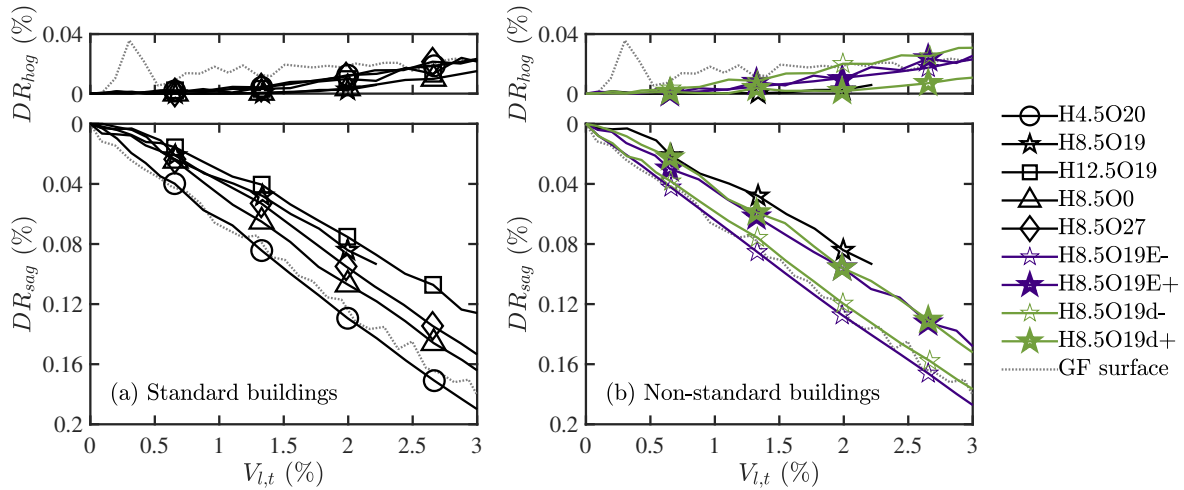 DR_hog (%)
0.04
0
DR_sag (%)
0
0.04
0.08
0.12
0.16
0.2
(a) Standard buildings
0 0.5 1 1.5 2 2.5 3
V_l,t (%)
DR_hog (%)
0.04
0
DR_sag (%)
0
0.04
0.08
0.12
0.16
0.2
(b) Non-standard buildings
0 0.5 1 1.5 2 2.5 3
V_l,t (%)
H4.5O20
H8.5O19
H12.5O19
H8.5O0
H8.5O27
H8.5O19E-
H8.5O19E+
H8.5O19d-
H8.5O19d+
GF surface